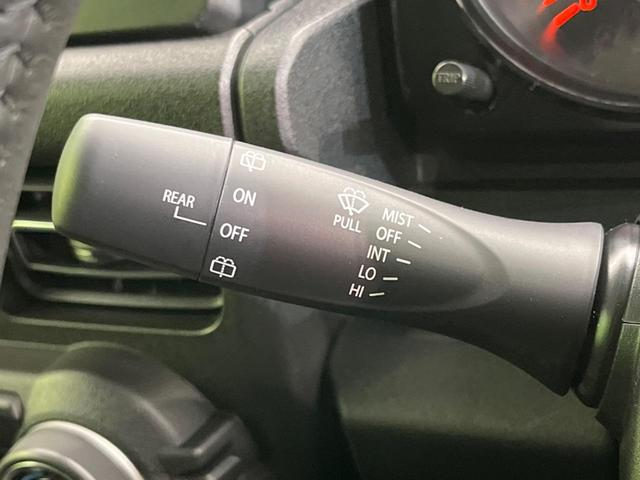 TRIP
REAR
ON
OFF
PULL
MIST
OFF
INT
LO
HI